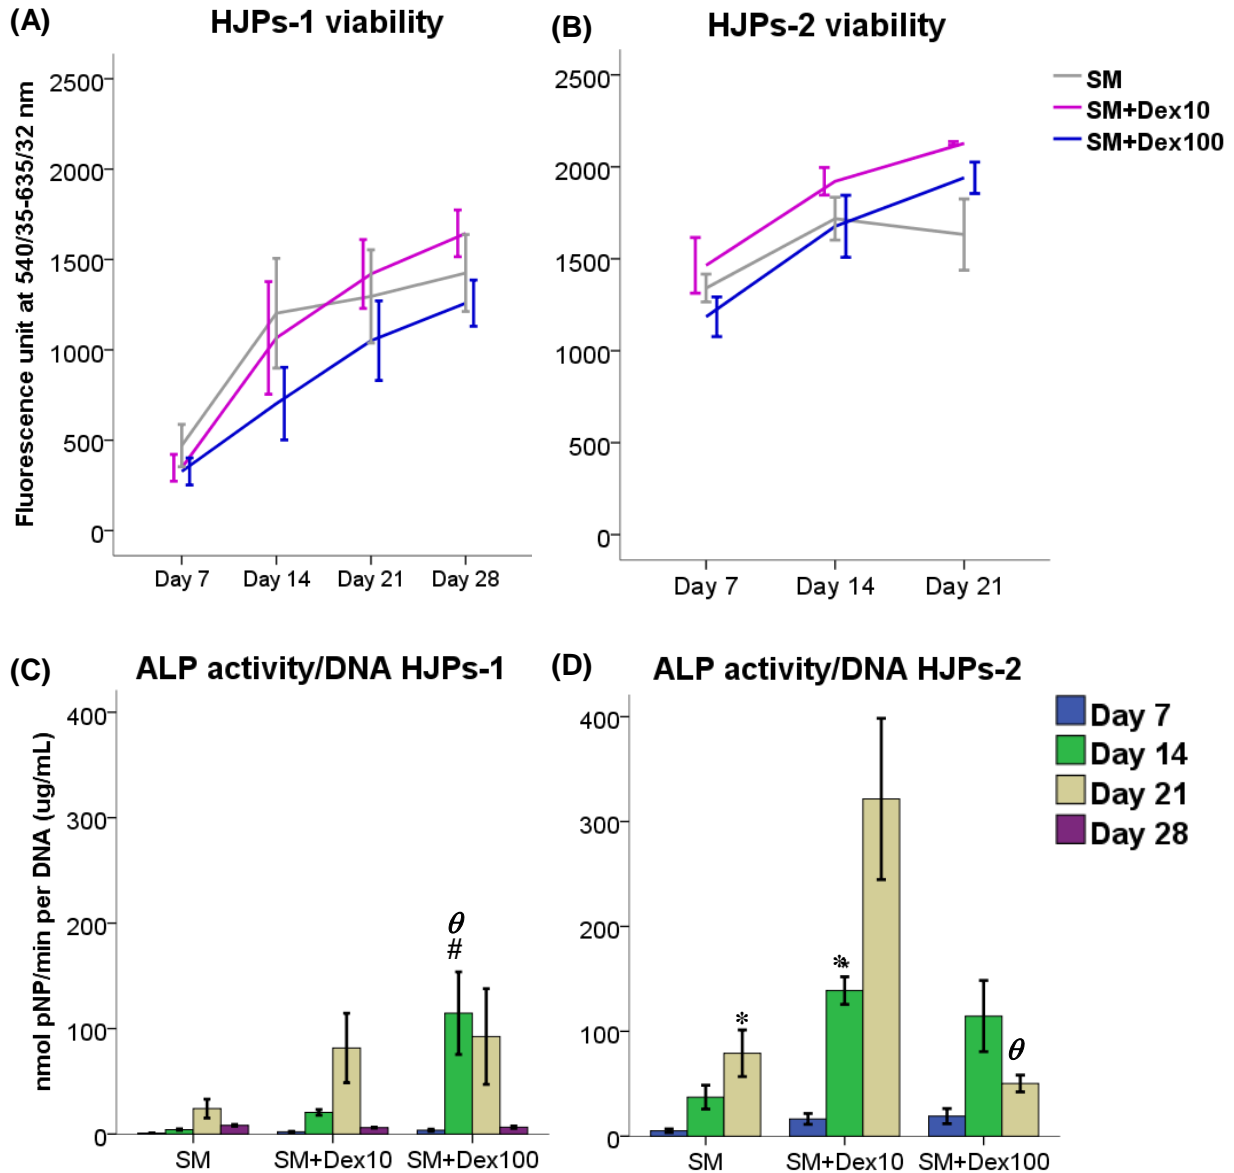 (A) HJPs-1 viability
Fluorescence unit at 540/35-635/32 nm
2500
2000
1500
1000
500
0
Day 7 Day 14 Day 21 Day 28
(B) HJPs-2 viability
2500
2000
1500
1000
500
0
Day 7 Day 14 Day 21
SM
SM+Dex10
SM+Dex100
(C) ALP activity/DNA HJPs-1
nmol pNP/min per DNA (ug/mL)
400
300
200
100
0
θ
#
SM SM+Dex10 SM+Dex100
(D) ALP activity/DNA HJPs-2
400
300
200
100
0
*
**
θ
SM SM+Dex10 SM+Dex100
Day 7
Day 14
Day 21
Day 28